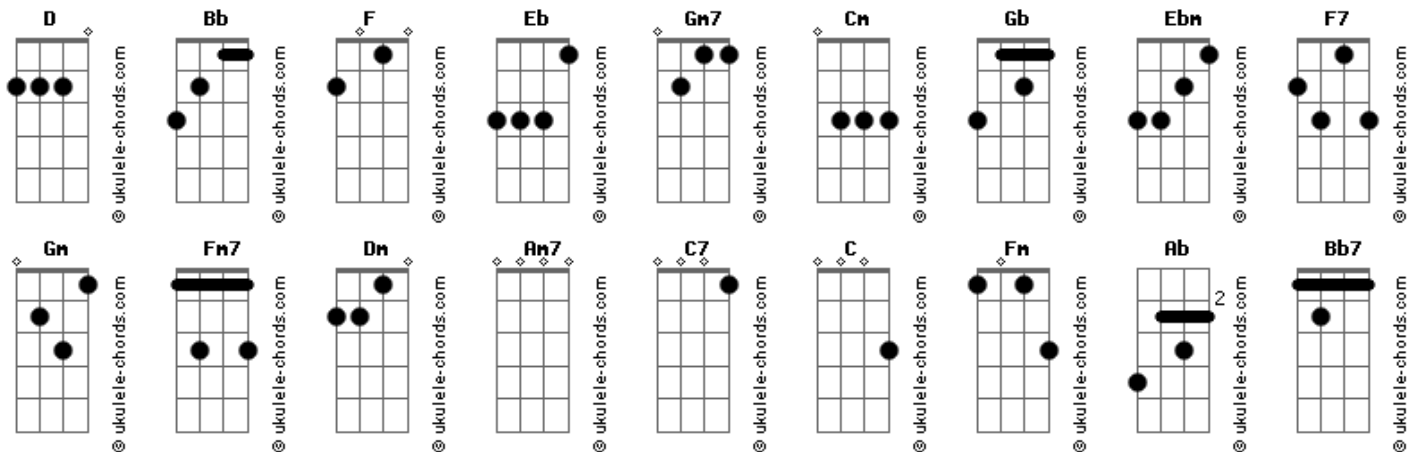 D Bb F Eb Gm7 Cm Gb Ebm F7
© ukulele-chords.com © ukulele-chords.com © ukulele-chords.com © ukulele-chords.com © ukulele-chords.com © ukulele-chords.com © ukulele-chords.com © ukulele-chords.com © ukulele-chords.com
Gm Fm7 Dm Am7 C7 C Fm Ab Bb7
2
© ukulele-chords.com © ukulele-chords.com © ukulele-chords.com © ukulele-chords.com © ukulele-chords.com © ukulele-chords.com © ukulele-chords.com © ukulele-chords.com © ukulele-chords.com